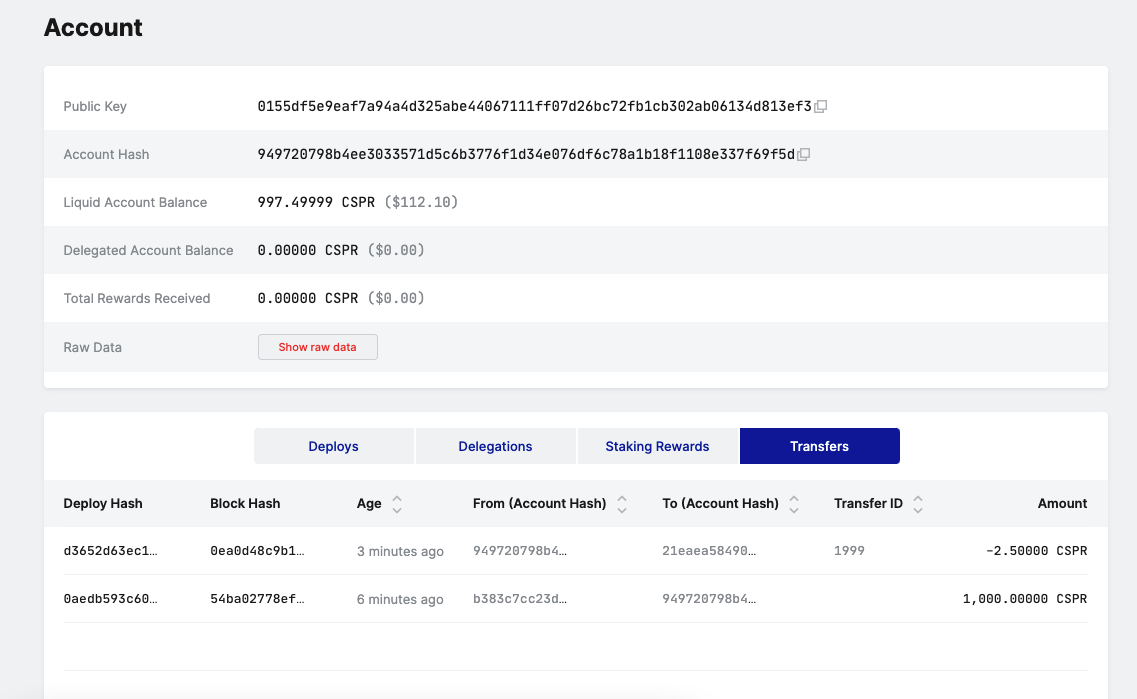 Account
Public Key 0155df5e9eaf7a94a4d325abe44067111ff07d26bc72fb1cb302ab06134d813ef3
Account Hash 949720798b4ee3033571d5c6b3776f1d34e076df6c78a1b18f1108e337f69f5d
Liquid Account Balance 997.49999 CSPR ($112.10)
Delegated Account Balance 0.00000 CSPR ($0.00)
Total Rewards Received 0.00000 CSPR ($0.00)
Raw Data Show raw data
Deploys Delegations Staking Rewards Transfers
Deploy Hash Block Hash Age From (Account Hash) To (Account Hash) Transfer ID Amount
d3652d63ec1… 0ea0d48c9b1… 3 minutes ago 949720798b4… 21eaea58490… 1999 -2.50000 CSPR
0aedb593c60… 54ba02778ef… 6 minutes ago b383c7cc23d… 949720798b4… 1,000.00000 CSPR